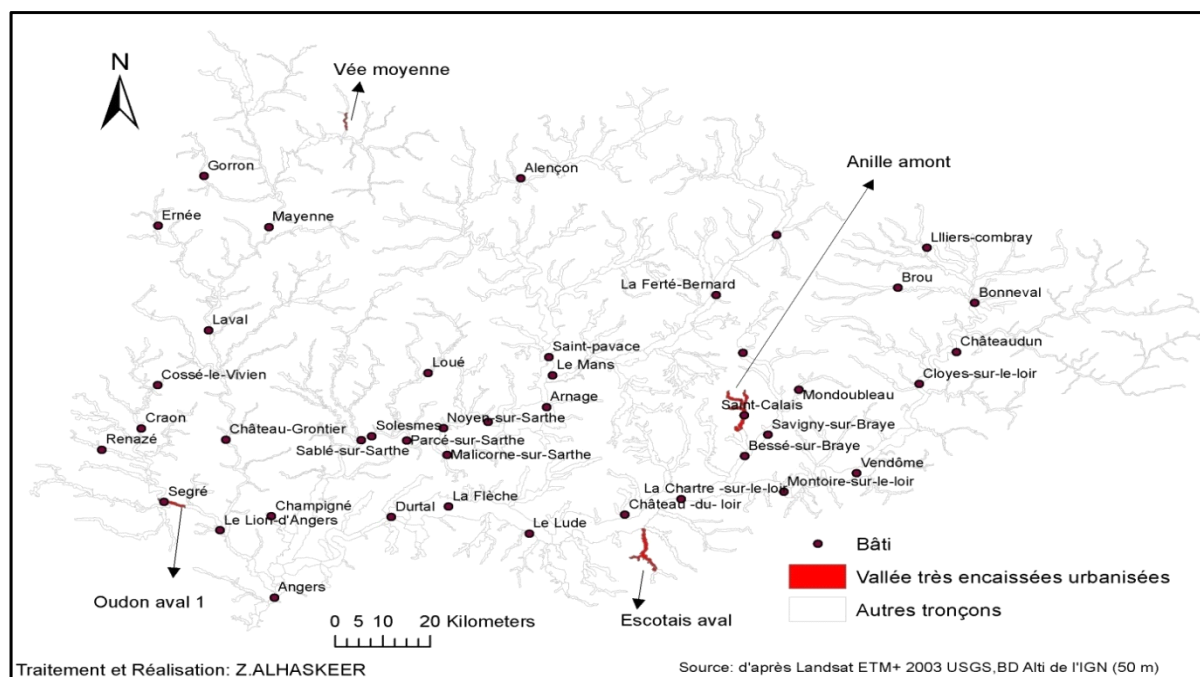 N
Vée moyenne
Anille amont
Gorron
Alençon
Ernée
Mayenne
Llliers-combray
La Ferté-Bernard
Brou
Bonneval
Laval
Saint-pavace
Châteaudun
Loué
Le Mans
Cossé-le-Vivien
Cloyes-sur-le-loir
Mondoubleau
Arnage
Saint-Calais
Craon
Noyen-sur-Sarthe
Solesmes
Savigny-sur-Braye
Renazé
Château-Grontier
Parcé-sur-Sarthe
Sablé-sur-Sarthe
Bessé-sur-Braye
Malicorne-sur-Sarthe
Vendôme
Segré
La Chartre -sur-le-loir
Montoire-sur-le-loir
La Flèche
Champigné
Durtal
Château -du- loir
Le Lion-d'Angers
Le Lude
Bâti
Vallée très encaissées urbanisées
Angers
Oudon aval 1
Autres tronçons
Escotais aval
0 5 10 20 Kilometers
Traitement et Réalisation: Z.ALHASKEER
Source: d'après Landsat ETM+ 2003 USGS,BD Alti de l'IGN (50 m)